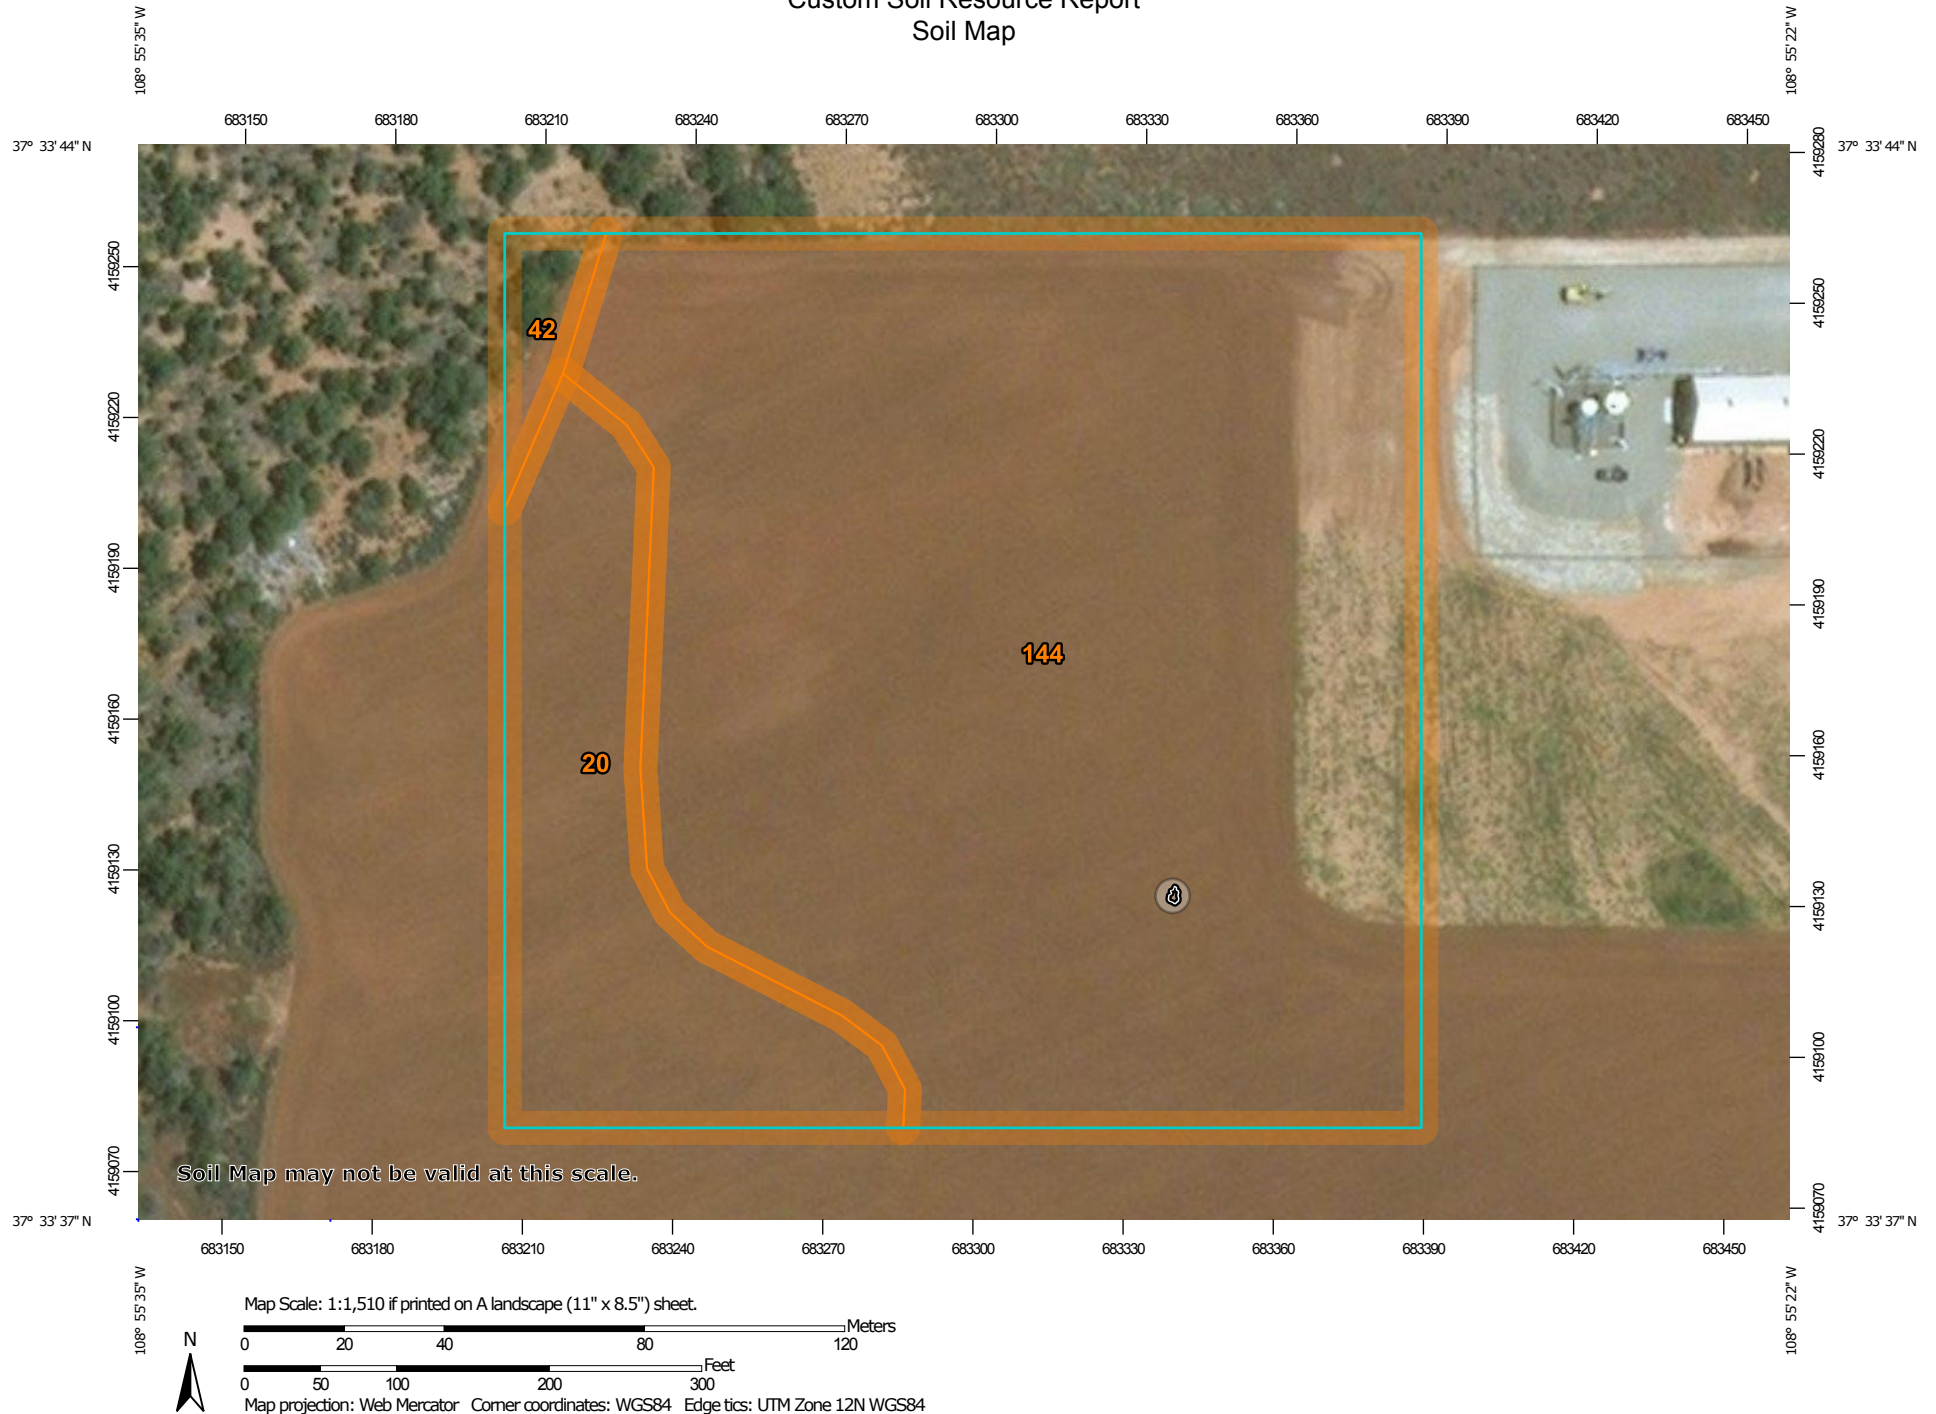 Custom Soil Resource Report
Soil Map
108° 55' 35" W
108° 55' 22" W
683150 683180 683210 683240 683270 683300 683330 683360 683390 683420 683450
37° 33' 44" N
37° 33' 44" N
4159280
4159250
4159250
42
4159220
4159220
4159190
4159190
144
4159160
4159160
20
4159130
4159130
4159100
4159100
4159070
4159070
Soil Map may not be valid at this scale.
37° 33' 37" N
37° 33' 37" N
683150 683180 683210 683240 683270 683300 683330 683360 683390 683420 683450
108° 55' 35" W
108° 55' 22" W
Map Scale: 1:1,510 if printed on A landscape (11" x 8.5") sheet.
N
Meters
0 20 40 80 120
Feet
0 50 100 200 300
Map projection: Web Mercator Corner coordinates: WGS84 Edge tics: UTM Zone 12N WGS84